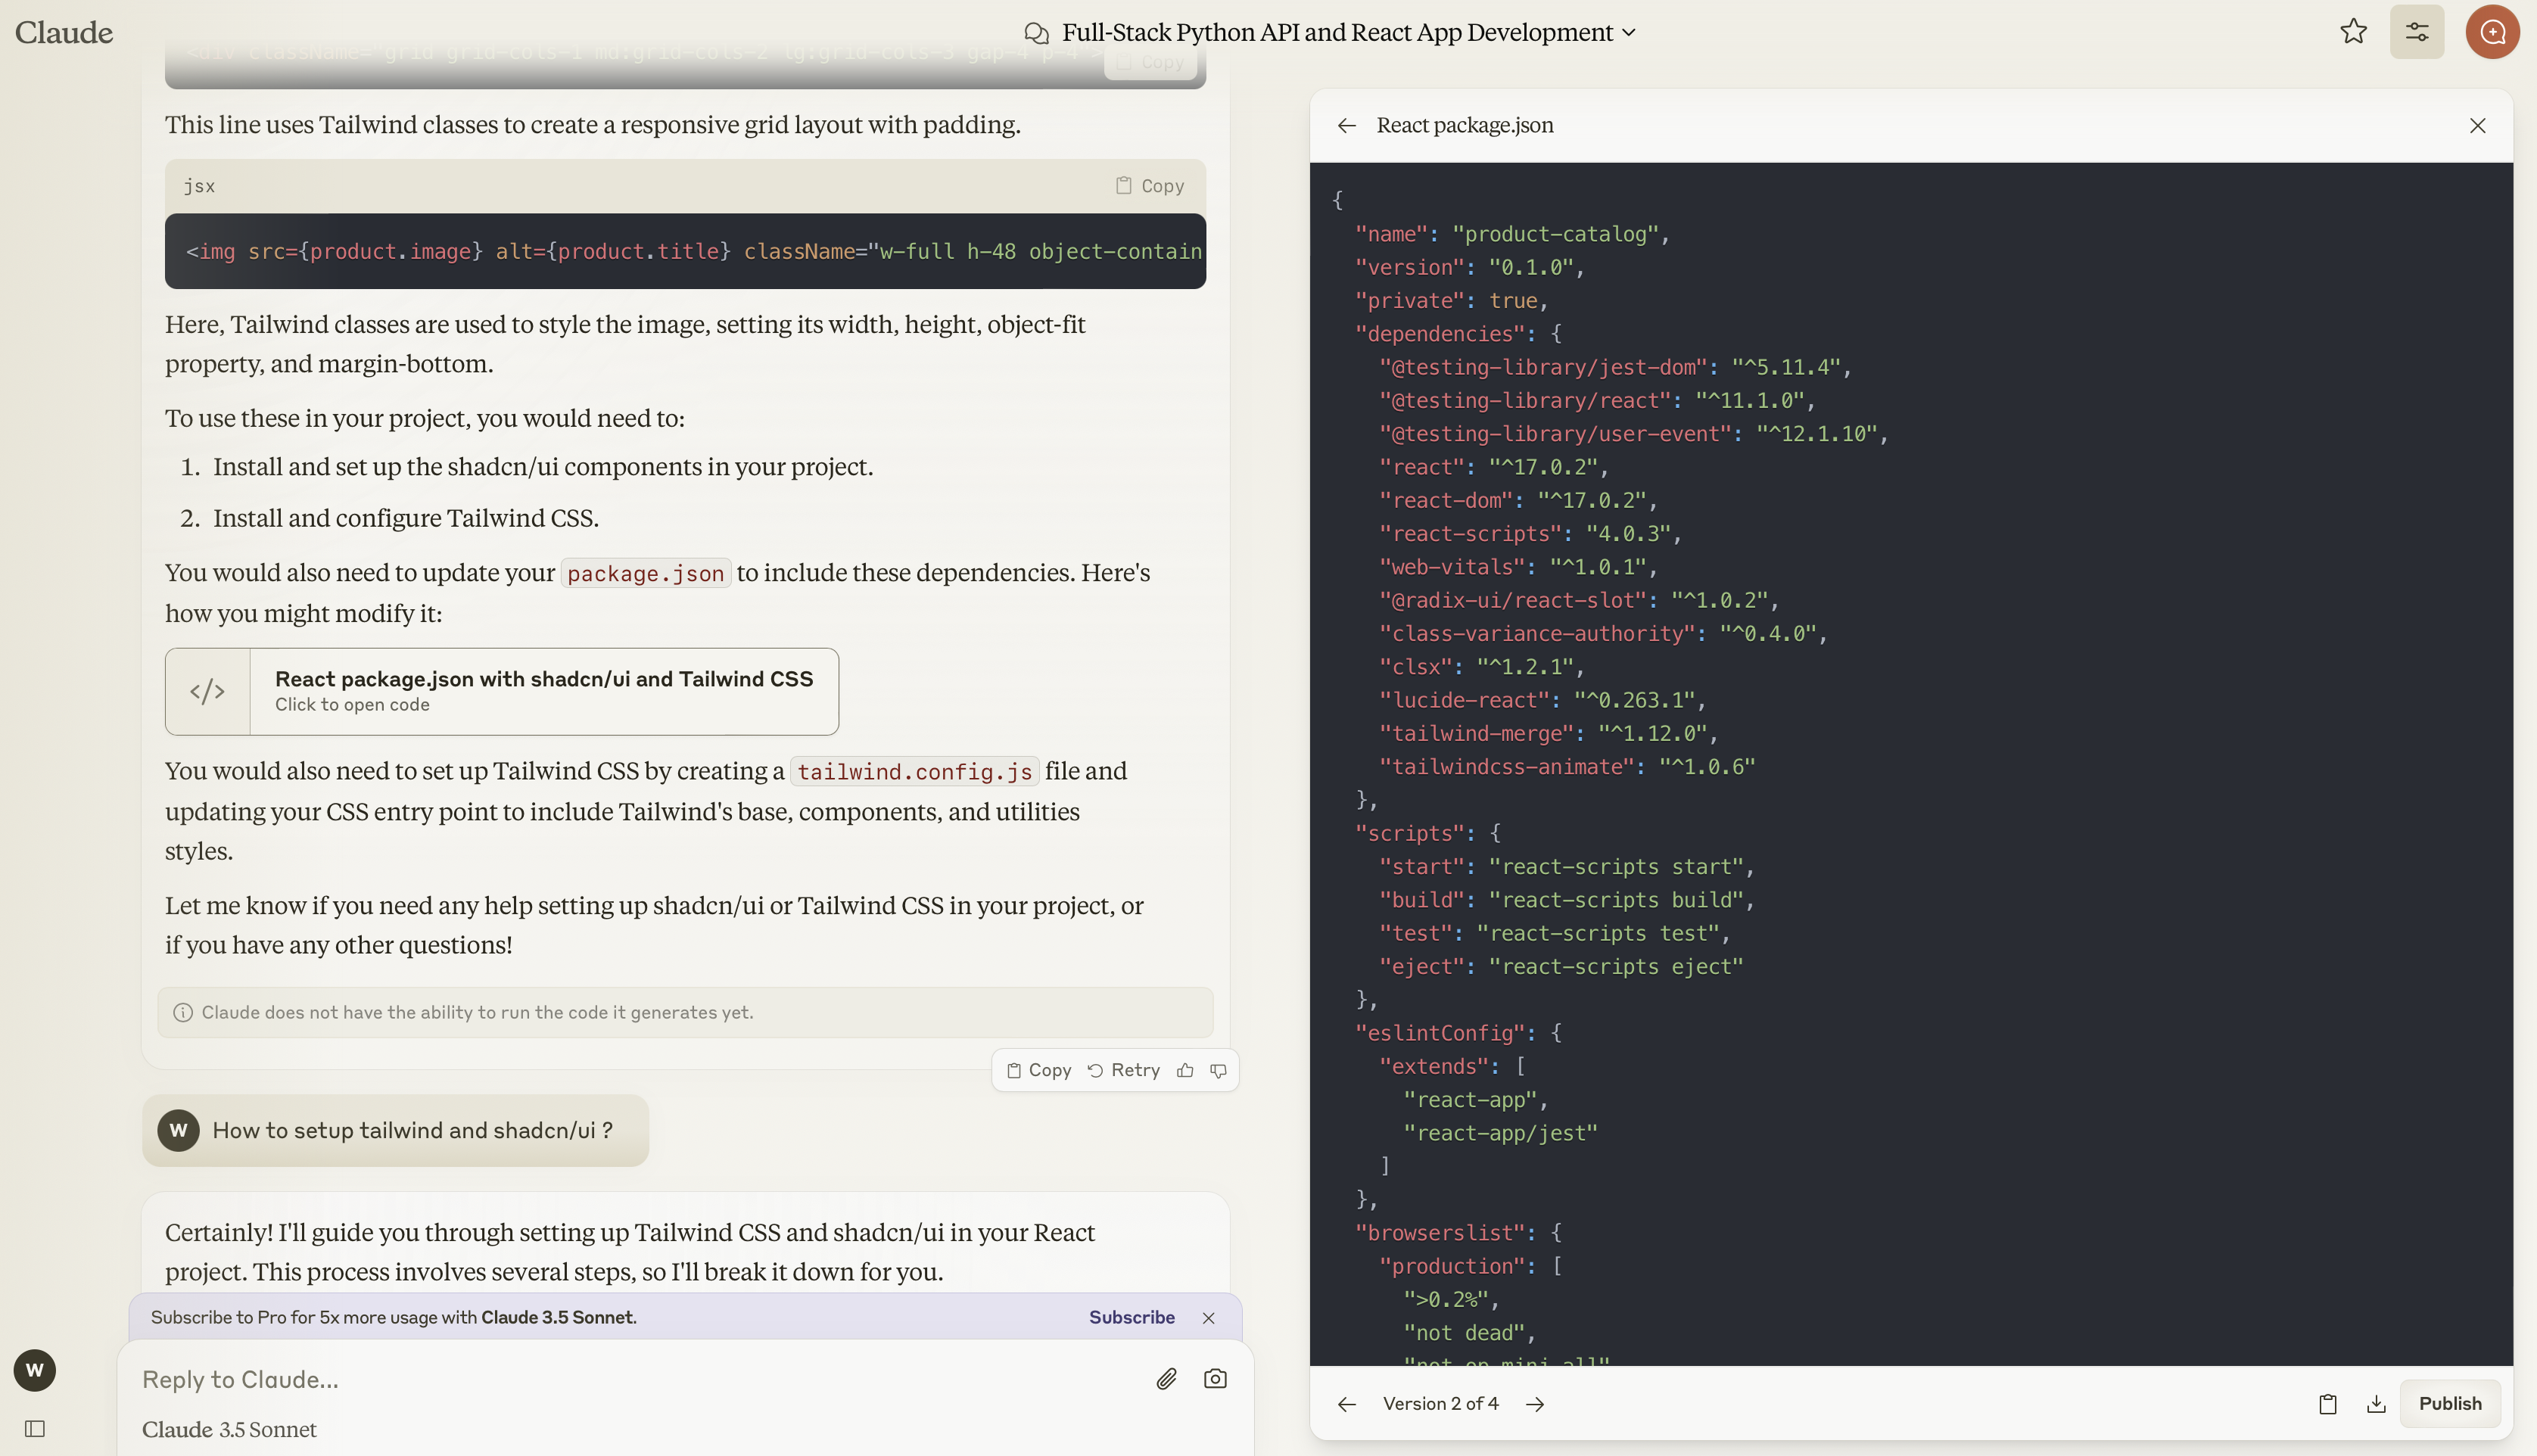 Claude
Full-Stack Python API and React App Development
<div className="grid grid-cols-1 md:grid-cols-2 lg:grid-cols-3 gap-4 p-4">
Copy
This line uses Tailwind classes to create a responsive grid layout with padding.
jsx
Copy
<img src={product.image} alt={product.title} className="w-full h-48 object-contain
Here, Tailwind classes are used to style the image, setting its width, height, object-fit
property, and margin-bottom.
To use these in your project, you would need to:
1. Install and set up the shadcn/ui components in your project.
2. Install and configure Tailwind CSS.
You would also need to update your package.json to include these dependencies. Here's
how you might modify it:
</>
React package.json with shadcn/ui and Tailwind CSS
Click to open code
You would also need to set up Tailwind CSS by creating a tailwind.config.js file and
updating your CSS entry point to include Tailwind's base, components, and utilities
styles.
Let me know if you need any help setting up shadcn/ui or Tailwind CSS in your project, or
if you have any other questions!
Claude does not have the ability to run the code it generates yet.
Copy Retry
W How to setup tailwind and shadcn/ui ?
Certainly! I'll guide you through setting up Tailwind CSS and shadcn/ui in your React
project. This process involves several steps, so I'll break it down for you.
Subscribe to Pro for 5x more usage with Claude 3.5 Sonnet.
Subscribe
W
Reply to Claude...
Claude 3.5 Sonnet
React package.json
{
"name": "product-catalog",
"version": "0.1.0",
"private": true,
"dependencies": {
"@testing-library/jest-dom": "^5.11.4",
"@testing-library/react": "^11.1.0",
"@testing-library/user-event": "^12.1.10",
"react": "^17.0.2",
"react-dom": "^17.0.2",
"react-scripts": "4.0.3",
"web-vitals": "^1.0.1",
"@radix-ui/react-slot": "^1.0.2",
"class-variance-authority": "^0.4.0",
"clsx": "^1.2.1",
"lucide-react": "^0.263.1",
"tailwind-merge": "^1.12.0",
"tailwindcss-animate": "^1.0.6"
},
"scripts": {
"start": "react-scripts start",
"build": "react-scripts build",
"test": "react-scripts test",
"eject": "react-scripts eject"
},
"eslintConfig": {
"extends": [
"react-app",
"react-app/jest"
]
},
"browserslist": {
"production": [
">0.2%",
"not dead",
"not op_mini all"
Version 2 of 4
Publish